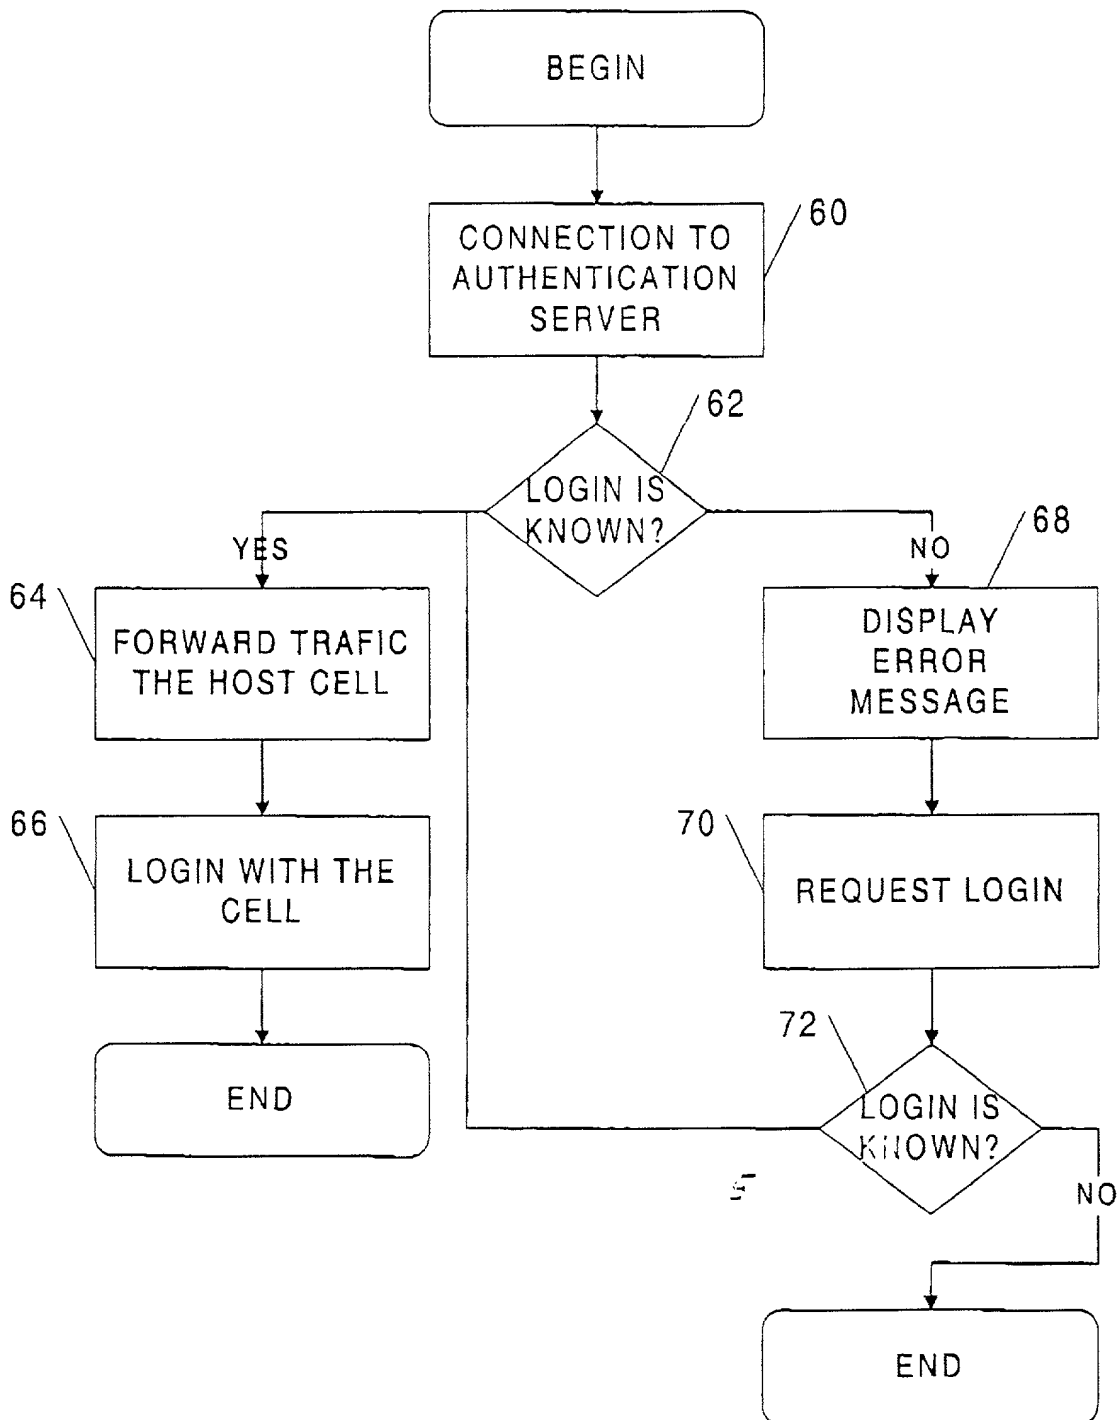 BEGIN
60
CONNECTION TO
AUTHENTICATION
SERVER
62
LOGIN IS
KNOWN?
YES
NO
64
FORWARD TRAFIC
THE HOST CELL
68
DISPLAY
ERROR
MESSAGE
66
LOGIN WITH THE
CELL
70
REQUEST LOGIN
END
72
LOGIN IS
KNOWN?
NO
END